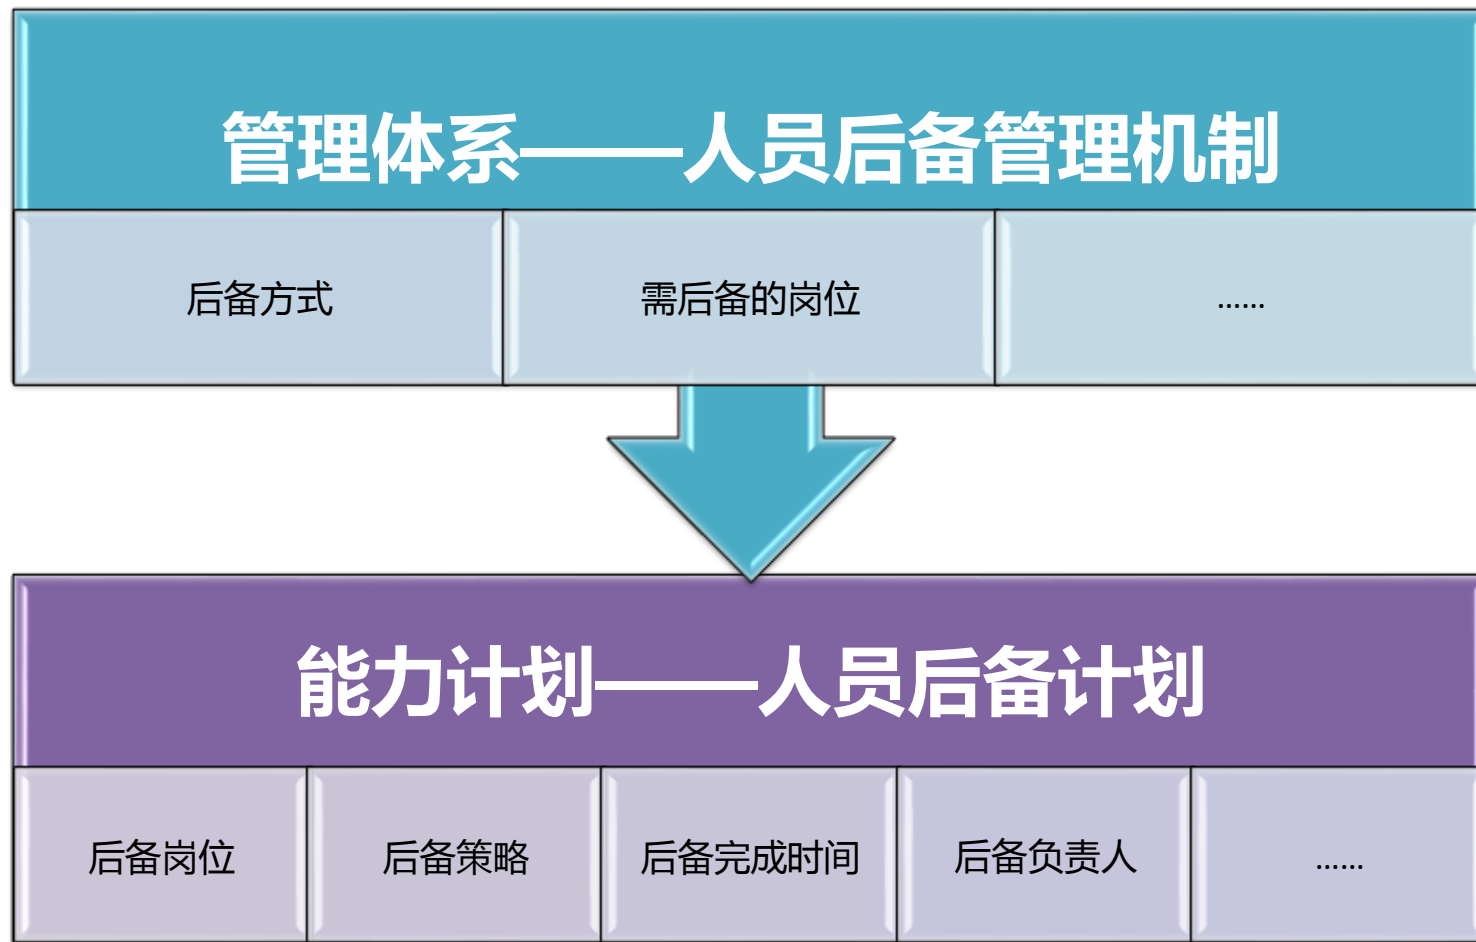 管理体系——人员后备管理机制
后备方式
需后备的岗位
……
能力计划——人员后备计划
后备岗位
后备策略
后备完成时间
后备负责人
……